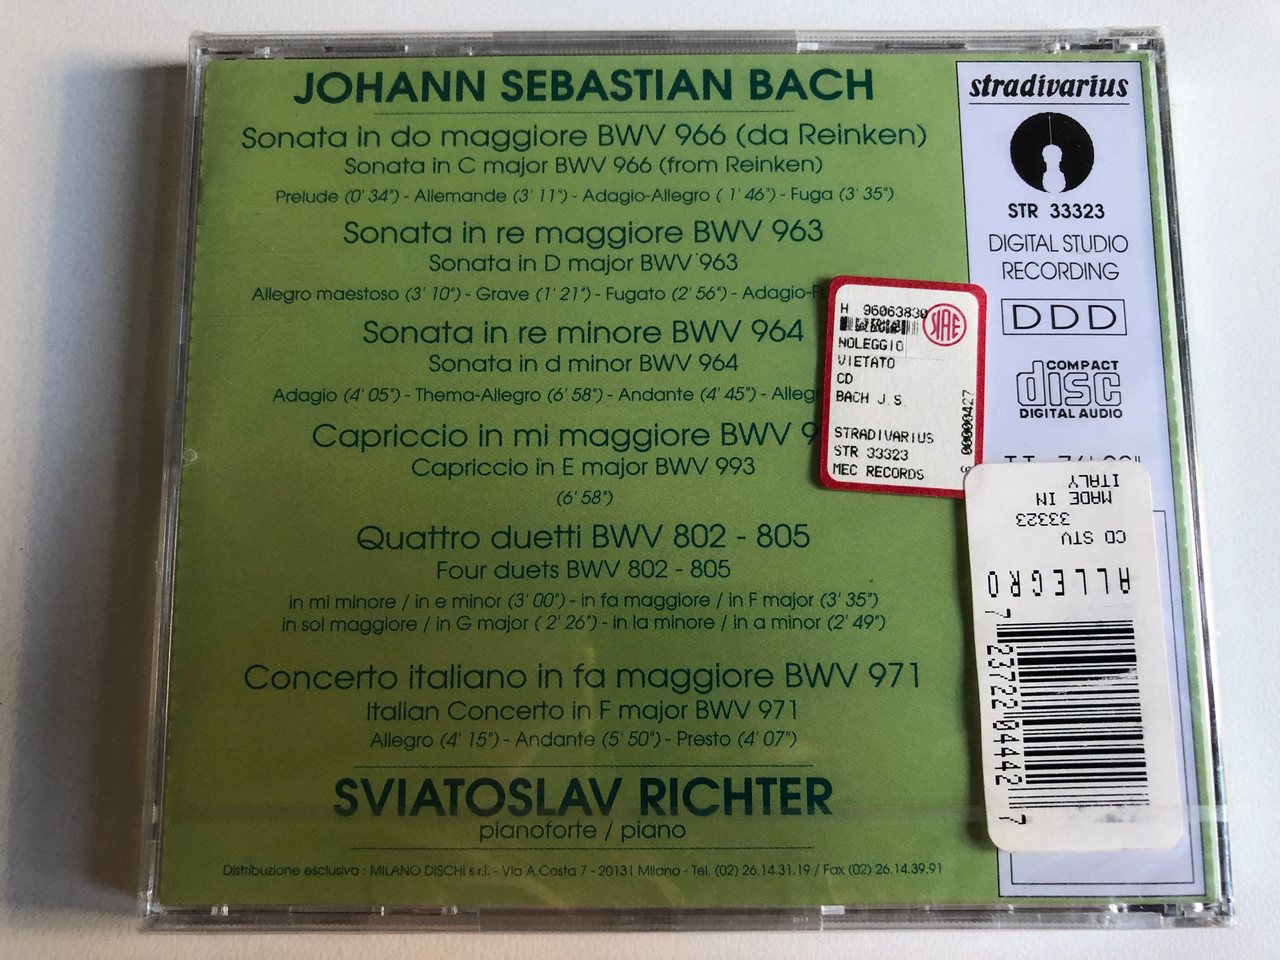 JOHANN SEBASTIAN BACH
Sonata in do maggiore BWV 966 (da Reinken)
Sonata in C major BWV 966 (from Reinken)
Prelude (0' 34") - Allemande (3' 11") - Adagio-Allegro ( 1' 46") - Fuga (3' 35")
Sonata in re maggiore BWV 963
Sonata in D major BWV 963
Allegro maestoso (3' 10") - Grave (1' 21") - Fugato (2' 56") - Adagio-
Sonata in re minore BWV 964
Sonata in d minor BWV 964
Adagio (4' 05") - Thema-Allegro (6' 58") - Andante (4' 45") -
Capriccio in mi maggiore BWV
Capriccio in E major BWV 993
(6' 58")
Quattro duetti BWV 802 - 805
Four duets BWV 802 - 805
in mi minore / in e minor (3' 00") - in fa maggiore / in F major (3' 35")
in sol maggiore / in G major ( 2' 26") - in la minore / in a minor (2' 49")
Concerto italiano in fa maggiore BWV 971
Italian Concerto in F major BWV 971
Allegro (4' 15") - Andante (5' 50") - Presto (4' 07")
SVIATOSLAV RICHTER
pianoforte / piano
Distribuzione esclusiva : MILANO DISCHI s.r.l. - Via A.Costa 7 - 20131 Milano - Tel. (02) 26.14.31.19 / Fax (02) 26.14.39.91
stradivarius
STR 33323
DIGITAL STUDIO
RECORDING
DDD
COMPACT
disc
DIGITAL AUDIO
H 96063830
SIAE
NOLEGGIO
VIETATO
CD
BACH J.S.
STRADIVARIUS
STR 33323
MEC RECORDS
00000427
CD STV
33323
MADE IN
ITALY
ALLEGRO
7 23722 04442 7